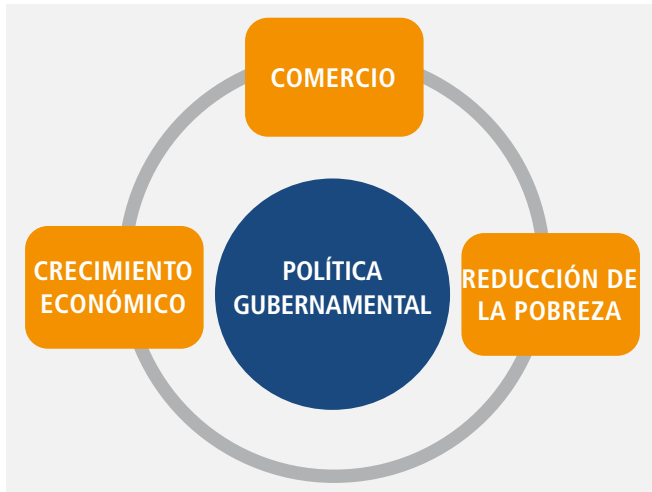 COMERCIO
CRECIMIENTO
ECONÓMICO
POLÍTICA
GUBERNAMENTAL
REDUCCIÓN DE
LA POBREZA